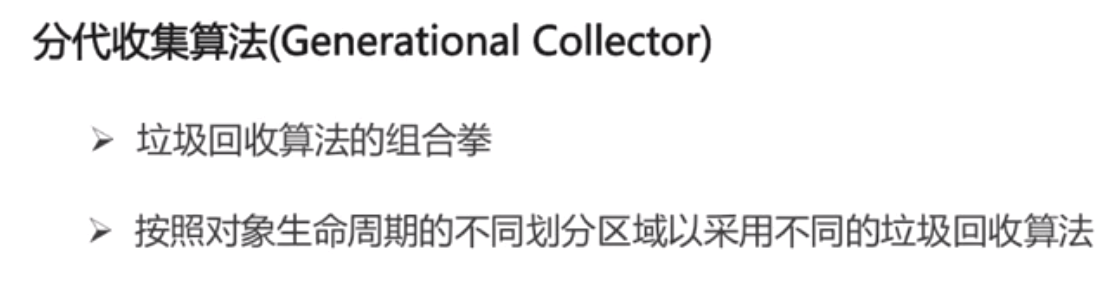 分代收集算法(Generational Collector)
垃圾回收算法的组合拳
按照对象生命周期的不同划分区域以采用不同的垃圾回收算法